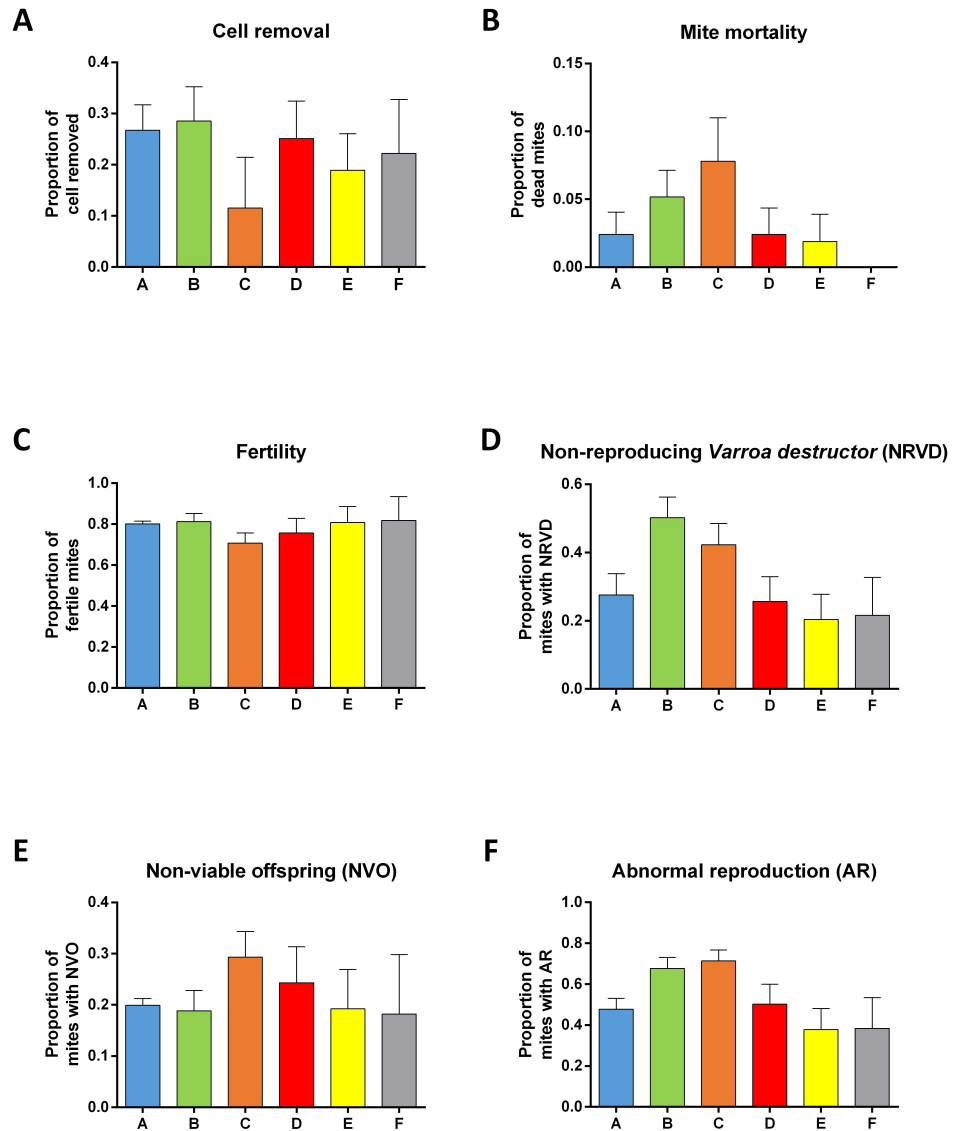 A
Cell removal
Proportion of
cell removed
0.4
0.3
0.2
0.1
0.0
A B C D E F
B
Mite mortality
Proportion of
dead mites
0.15
0.10
0.05
0.00
A B C D E F
C
Fertility
Proportion of
fertile mites
1.0
0.8
0.6
0.4
0.2
0.0
A B C D E F
D
Non-reproducing Varroa destructor (NRVD)
Proportion of
mites with NRVD
0.6
0.4
0.2
0.0
A B C D E F
E
Non-viable offspring (NVO)
Proportion of
mites with NVO
0.4
0.3
0.2
0.1
0.0
A B C D E F
F
Abnormal reproduction (AR)
Proportion of
mites with AR
1.0
0.8
0.6
0.4
0.2
0.0
A B C D E F